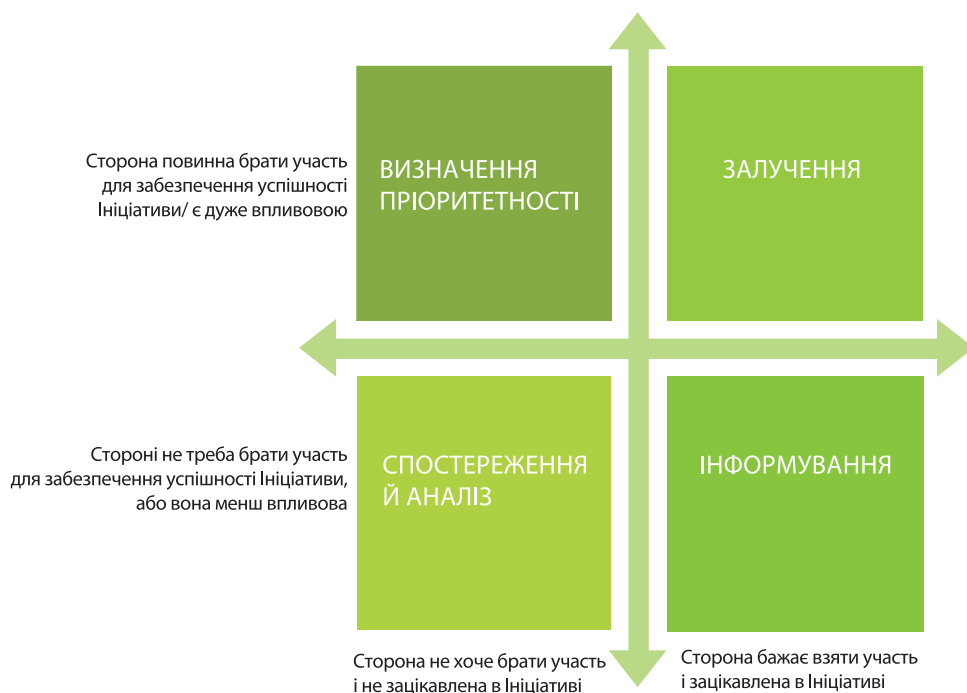 Сторона повинна брати участь
для забезпечення успішності
Ініціативи/ є дуже впливовою
ВИЗНАЧЕННЯ
ПРІОРИТЕТНОСТІ
ЗАЛУЧЕННЯ
Стороні не треба брати участь
для забезпечення успішності Ініціативи,
або вона менш впливова
СПОСТЕРЕЖЕННЯ
Й АНАЛІЗ
ІНФОРМУВАННЯ
Сторона не хоче брати участь
і не зацікавлена в Ініціативі
Сторона бажає взяти участь
і зацікавлена в Ініціативі